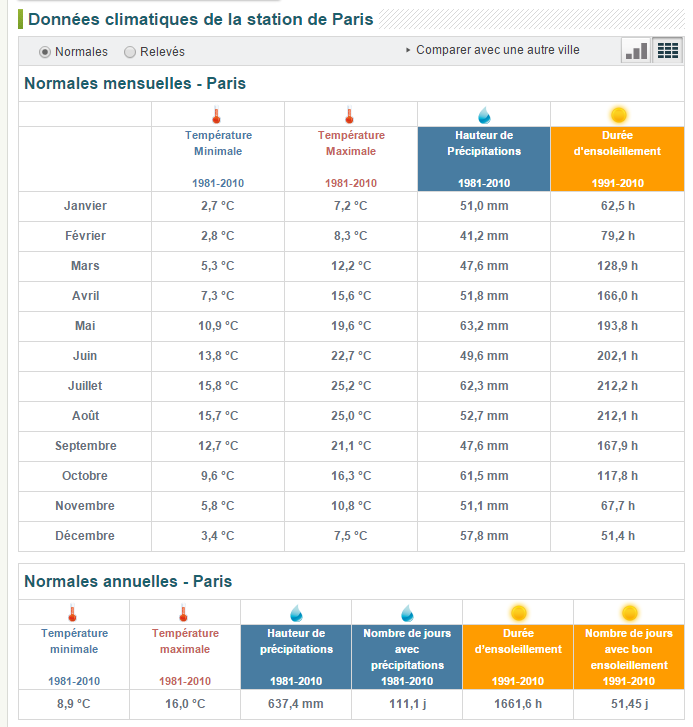 Données climatiques de la station de Paris
Normales Relevés Comparer avec une autre ville
Normales mensuelles - Paris
Température Minimale 1981-2010 Température Maximale 1981-2010 Hauteur de Précipitations 1981-2010 Durée d'ensoleillement 1991-2010
Janvier 2,7 °C 7,2 °C 51,0 mm 62,5 h
Février 2,8 °C 8,3 °C 41,2 mm 79,2 h
Mars 5,3 °C 12,2 °C 47,6 mm 128,9 h
Avril 7,3 °C 15,6 °C 51,8 mm 166,0 h
Mai 10,9 °C 19,6 °C 63,2 mm 193,8 h
Juin 13,8 °C 22,7 °C 49,6 mm 202,1 h
Juillet 15,8 °C 25,2 °C 62,3 mm 212,2 h
Août 15,7 °C 25,0 °C 52,7 mm 212,1 h
Septembre 12,7 °C 21,1 °C 47,6 mm 167,9 h
Octobre 9,6 °C 16,3 °C 61,5 mm 117,8 h
Novembre 5,8 °C 10,8 °C 51,1 mm 67,7 h
Décembre 3,4 °C 7,5 °C 57,8 mm 51,4 h
Normales annuelles - Paris
Température minimale 1981-2010 Température maximale 1981-2010 Hauteur de précipitations 1981-2010 Nombre de jours avec précipitations 1981-2010 Durée d'ensoleillement 1991-2010 Nombre de jours avec bon ensoleillement 1991-2010
8,9 °C 16,0 °C 637,4 mm 111,1 j 1661,6 h 51,45 j